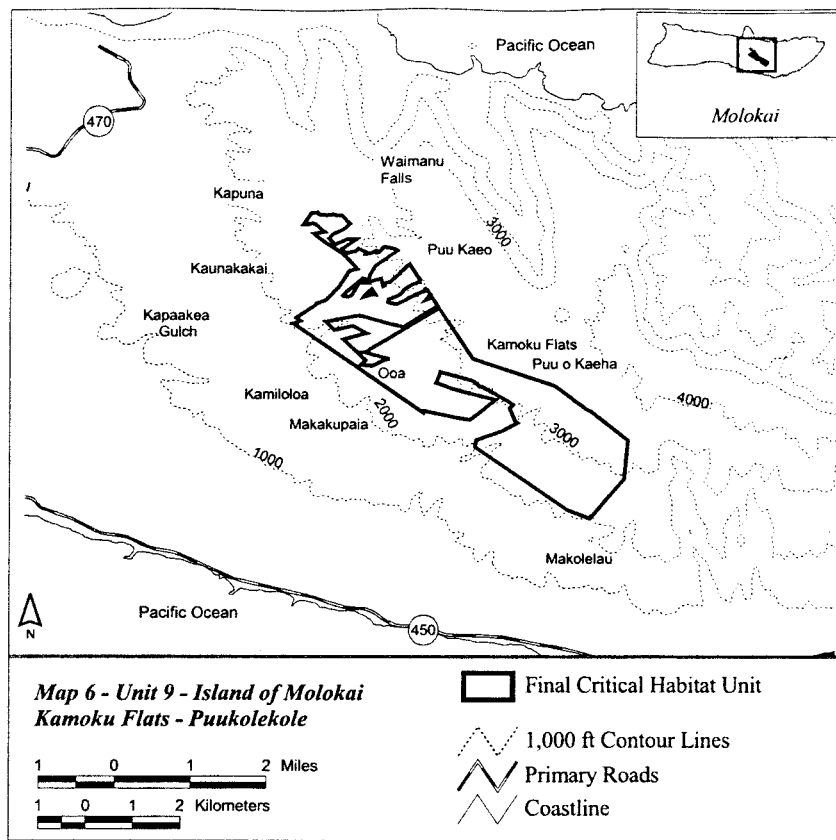 Pacific Ocean
Molokai
470
Waimanu
Falls
Kapuna
3000
Puu Kaeo
Kaunakakai
Kapaakea
Gulch
Kamoku Flats
Puu o Kaeha
Ooa
Kamiloloa
2000
4000
Makakupaia
3000
1000
Makolelau
Pacific Ocean
450
N
Map 6 - Unit 9 - Island of Molokai
Kamoku Flats - Puukolekole
1 0 1 2 Miles
1 0 1 2 Kilometers
Final Critical Habitat Unit
1,000 ft Contour Lines
Primary Roads
Coastline